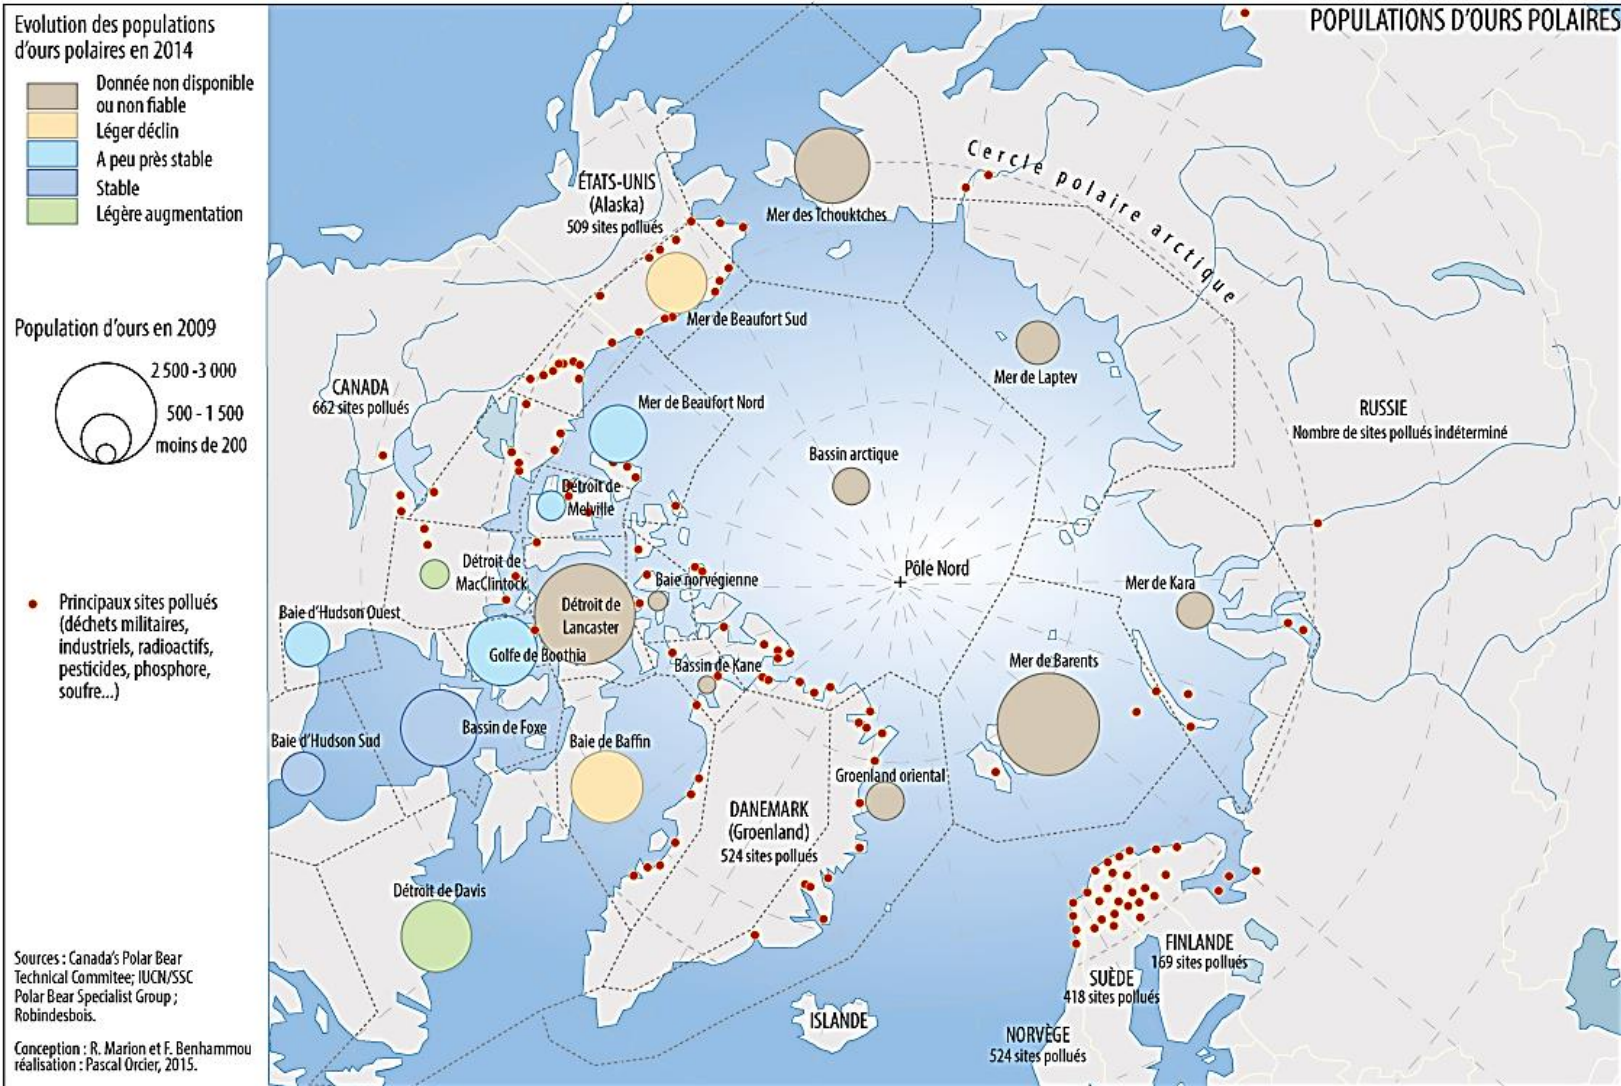 POPULATIONS D'OURS POLAIRES
Evolution des populations
d'ours polaires en 2014
Donnée non disponible
ou non fiable
Léger déclin
A peu près stable
Stable
Légère augmentation
Population d'ours en 2009
2 500 -3 000
500 - 1 500
moins de 200
Principaux sites pollués
(déchets militaires,
industriels, radioactifs,
pesticides, phosphore,
soufre...)
Sources : Canada's Polar Bear
Technical Commitee; IUCN/SSC
Polar Bear Specialist Group ;
Robindesbois.
Conception : R. Marion et F. Benhammou
réalisation : Pascal Orcier, 2015.
Cercle polaire arctique
ÉTATS-UNIS
(Alaska)
509 sites pollués
Mer des Tchouktches
Mer de Beaufort Sud
Mer de Laptev
CANADA
662 sites pollués
Mer de Beaufort Nord
RUSSIE
Nombre de sites pollués indéterminé
Bassin arctique
Détroit de
Melville
Pôle Nord
Détroit de
MacClintock
Baie norvégienne
Mer de Kara
Baie d'Hudson Ouest
Détroit de
Lancaster
Golfe de Boothia
Bassin de Kane
Mer de Barents
Bassin de Foxe
Baie d'Hudson Sud
Baie de Baffin
Groenland oriental
DANEMARK
(Groenland)
524 sites pollués
Détroit de Davis
FINLANDE
169 sites pollués
SUÈDE
418 sites pollués
ISLANDE
NORVÈGE
524 sites pollués